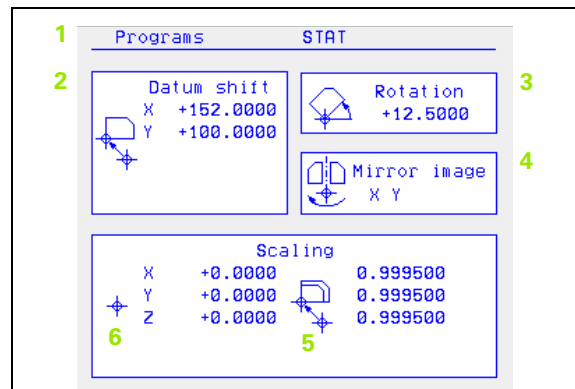 1 Programs STAT
2 Datum shift
X +152.0000
Y +100.0000
3 Rotation
+12.5000
4 Mirror image
X Y
Scaling
X +0.0000 0.999500
Y +0.0000 0.999500
Z +0.0000 0.999500
6 5